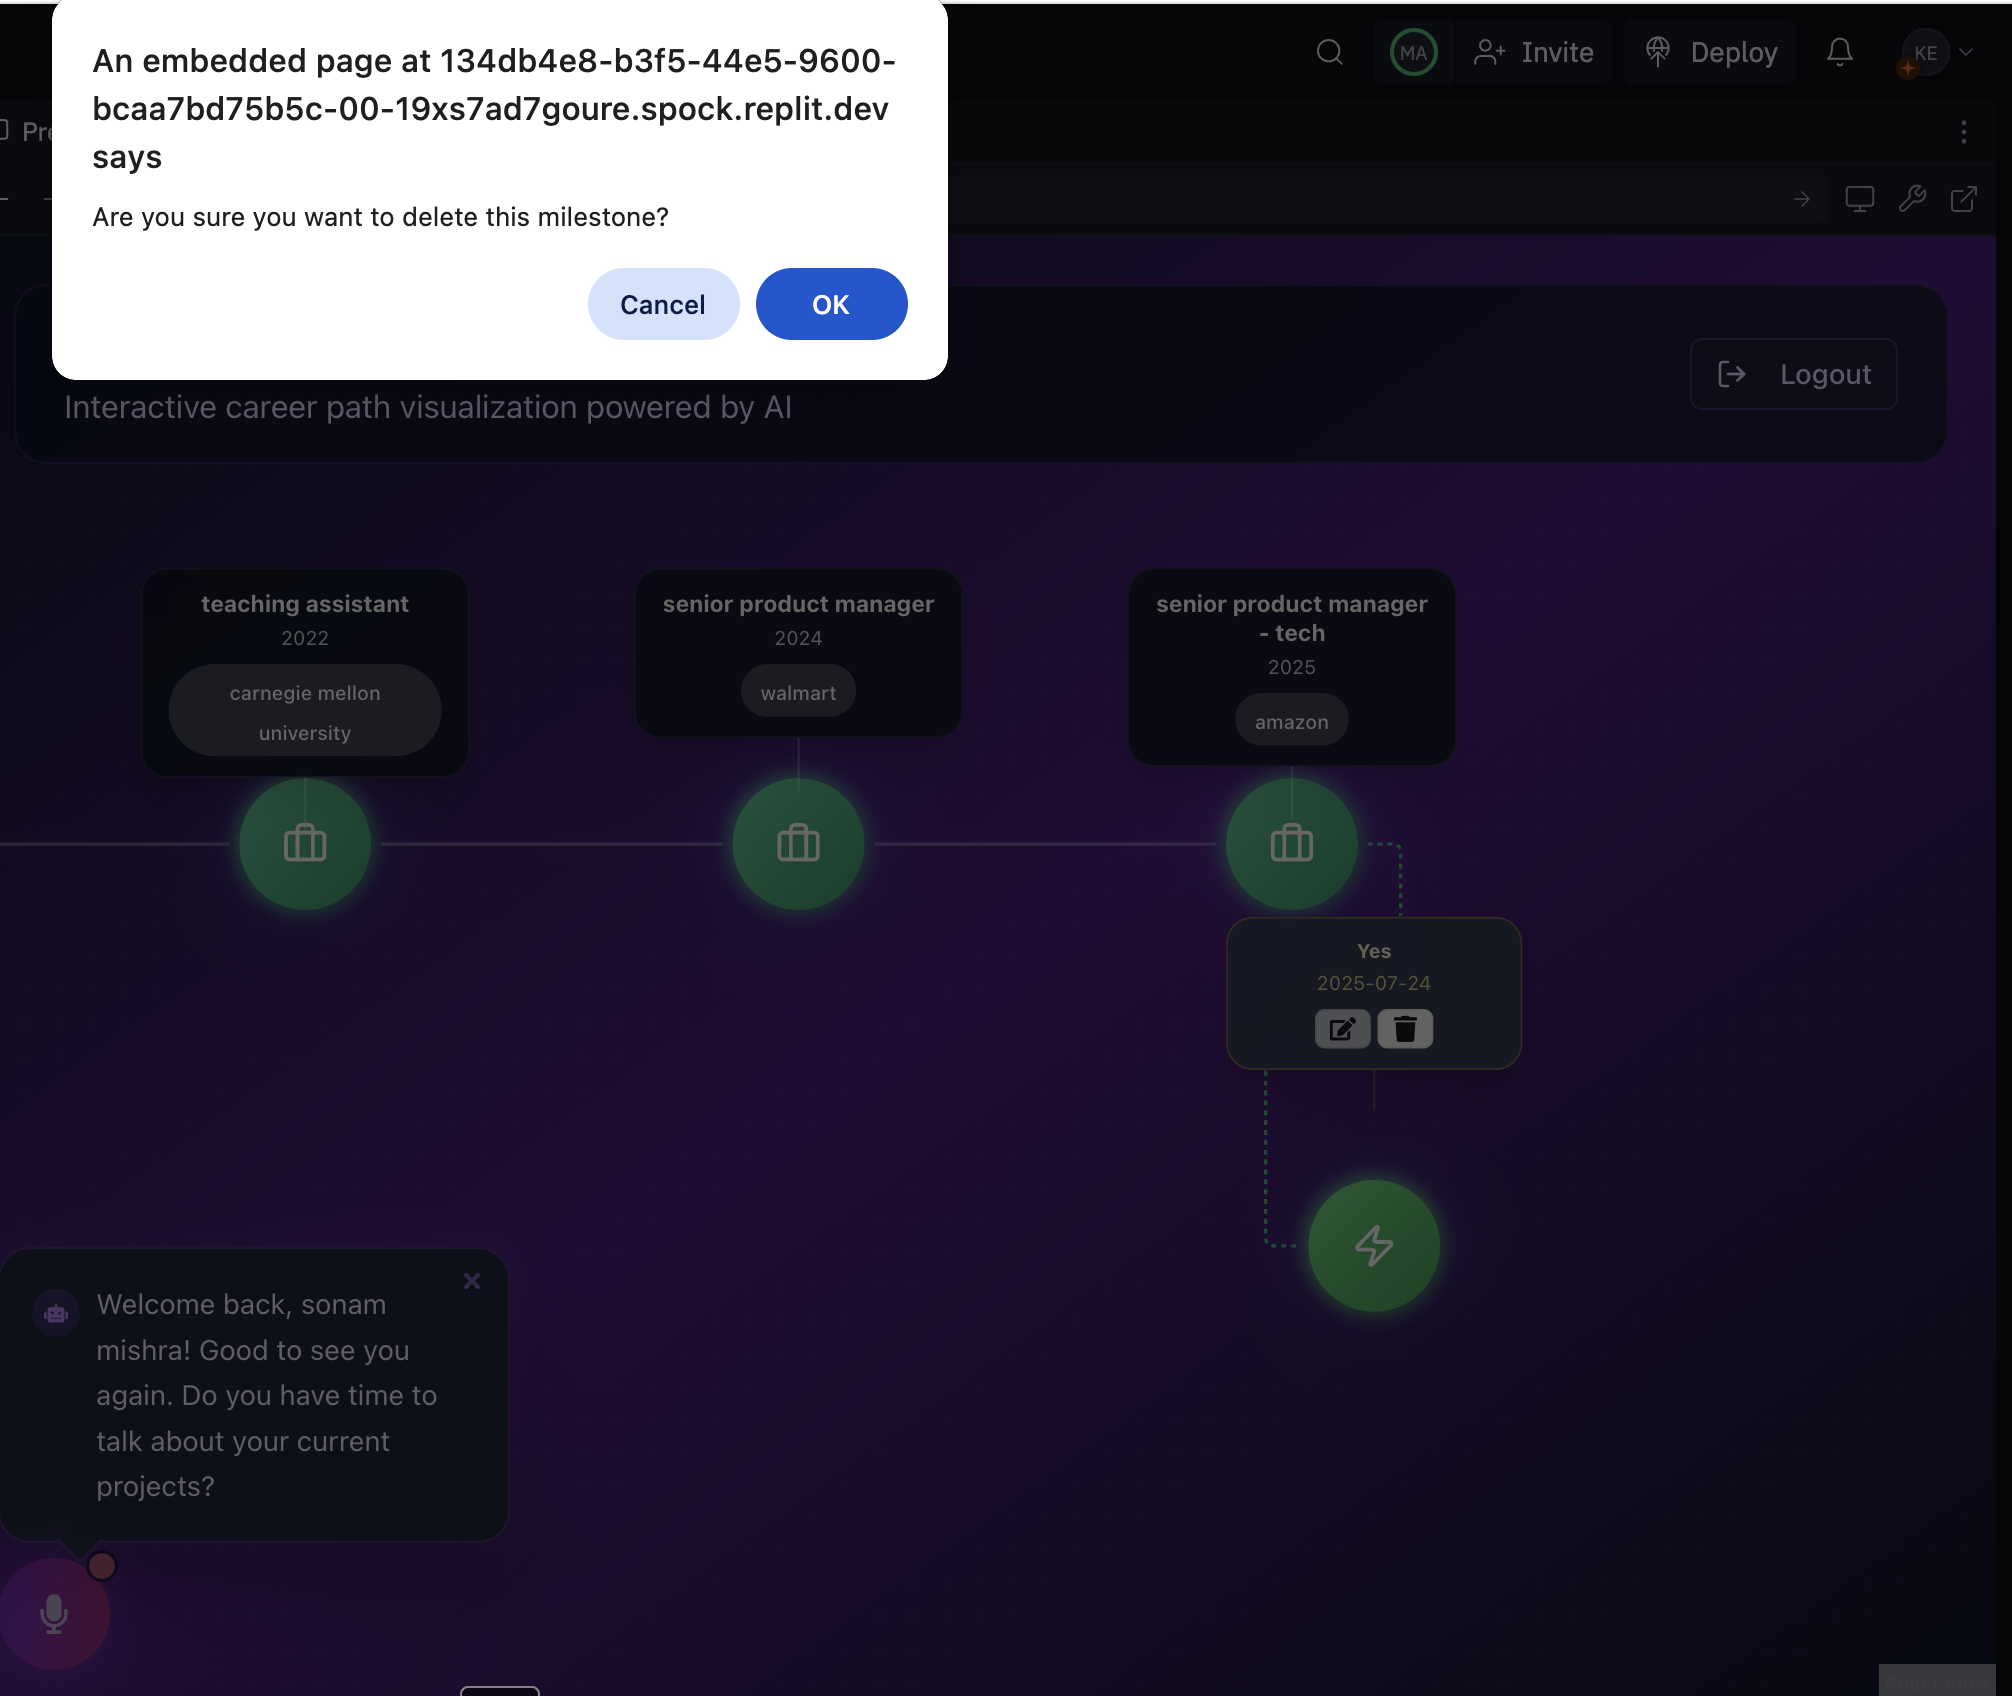 An embedded page at 134db4e8-b3f5-44e5-9600-
bcaa7bd75b5c-00-19xs7ad7goure.spock.replit.dev
says
Are you sure you want to delete this milestone?
Cancel
OK
MA
Invite
Deploy
KE
Pre
Logout
Interactive career path visualization powered by AI
teaching assistant
2022
carnegie mellon
university
senior product manager
2024
walmart
senior product manager
- tech
2025
amazon
Yes
2025-07-24
Welcome back, sonam
mishra! Good to see you
again. Do you have time to
talk about your current
projects?
React Flow